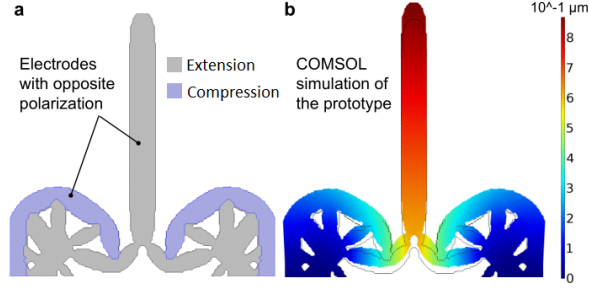 a
Electrodes
with opposite
polarization
Extension
Compression
b
COMSOL
simulation of
the prototype
10^-1 μm
8
7
6
5
4
3
2
1
0